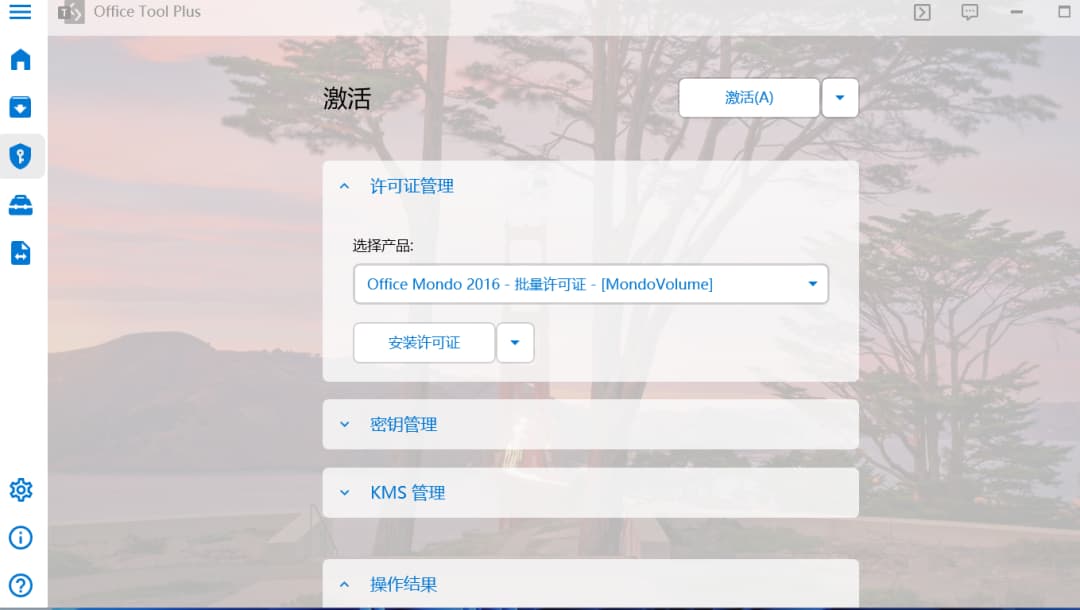 Office Tool Plus
激活
激活(A)
许可证管理
选择产品:
Office Mondo 2016 - 批量许可证 - [MondoVolume]
安装许可证
密钥管理
KMS 管理
操作结果